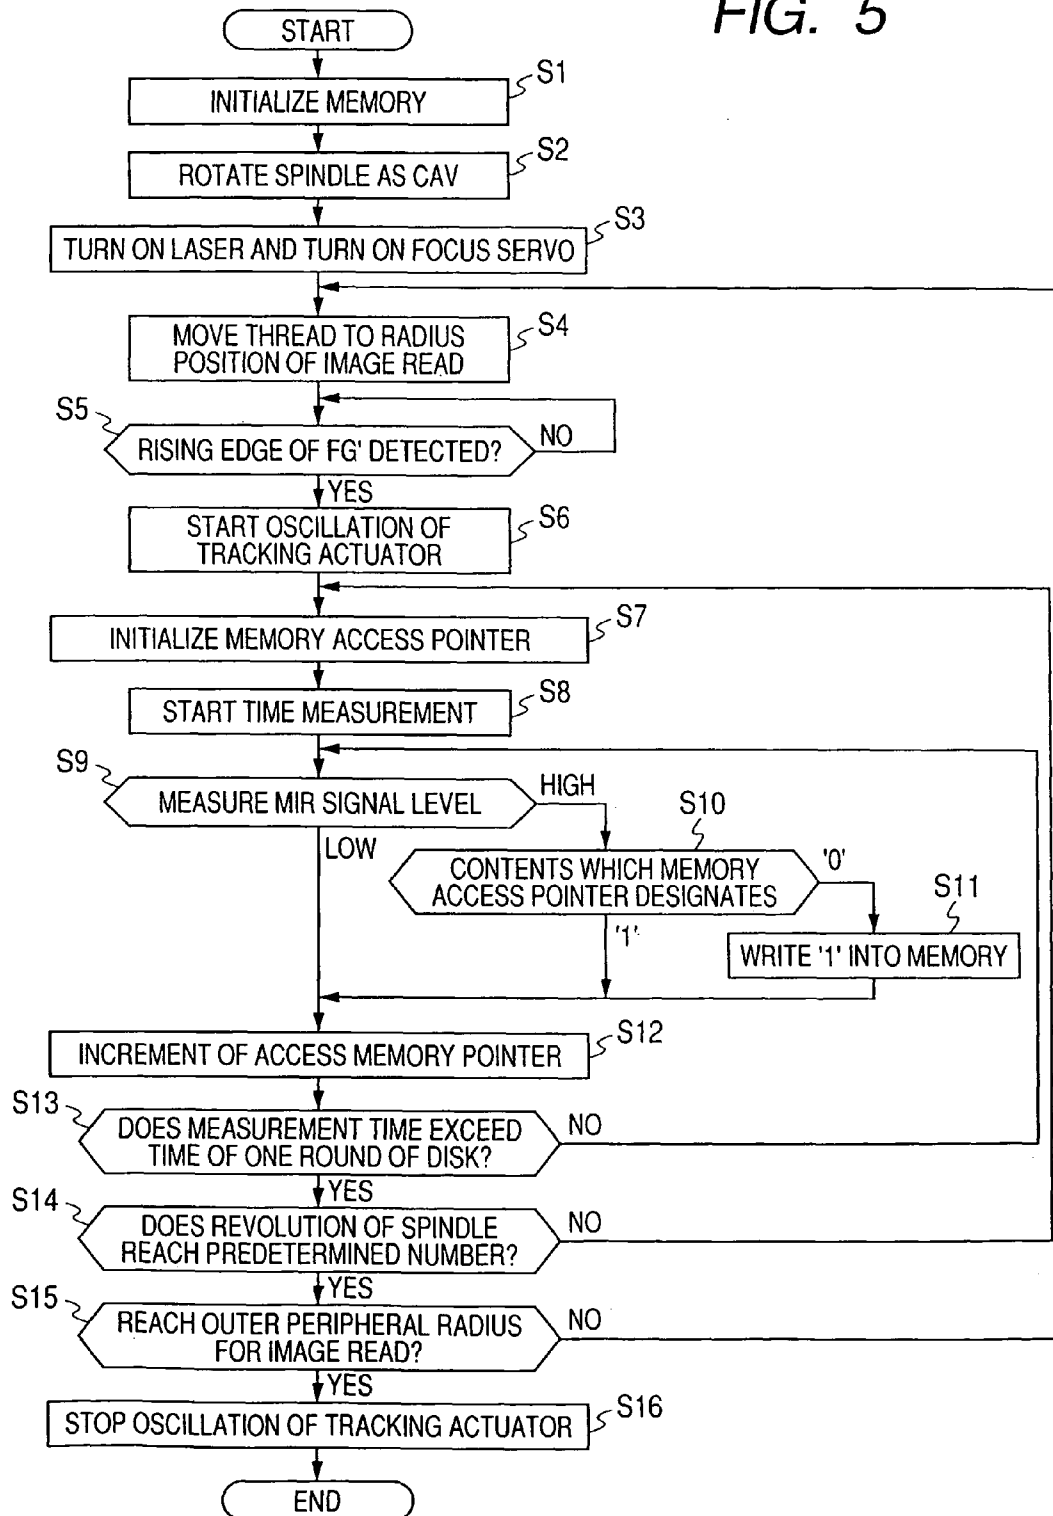 FIG. 5
START
S1
INITIALIZE MEMORY
S2
ROTATE SPINDLE AS CAV
S3
TURN ON LASER AND TURN ON FOCUS SERVO
S4
MOVE THREAD TO RADIUS
POSITION OF IMAGE READ
S5
RISING EDGE OF FG' DETECTED?
NO
YES
S6
START OSCILLATION OF
TRACKING ACTUATOR
S7
INITIALIZE MEMORY ACCESS POINTER
S8
START TIME MEASUREMENT
S9
MEASURE MIR SIGNAL LEVEL
HIGH
LOW
S10
CONTENTS WHICH MEMORY
ACCESS POINTER DESIGNATES
'0'
'1'
S11
WRITE '1' INTO MEMORY
S12
INCREMENT OF ACCESS MEMORY POINTER
S13
DOES MEASUREMENT TIME EXCEED
TIME OF ONE ROUND OF DISK?
NO
YES
S14
DOES REVOLUTION OF SPINDLE
REACH PREDETERMINED NUMBER?
NO
YES
S15
REACH OUTER PERIPHERAL RADIUS
FOR IMAGE READ?
NO
YES
S16
STOP OSCILLATION OF TRACKING ACTUATOR
END